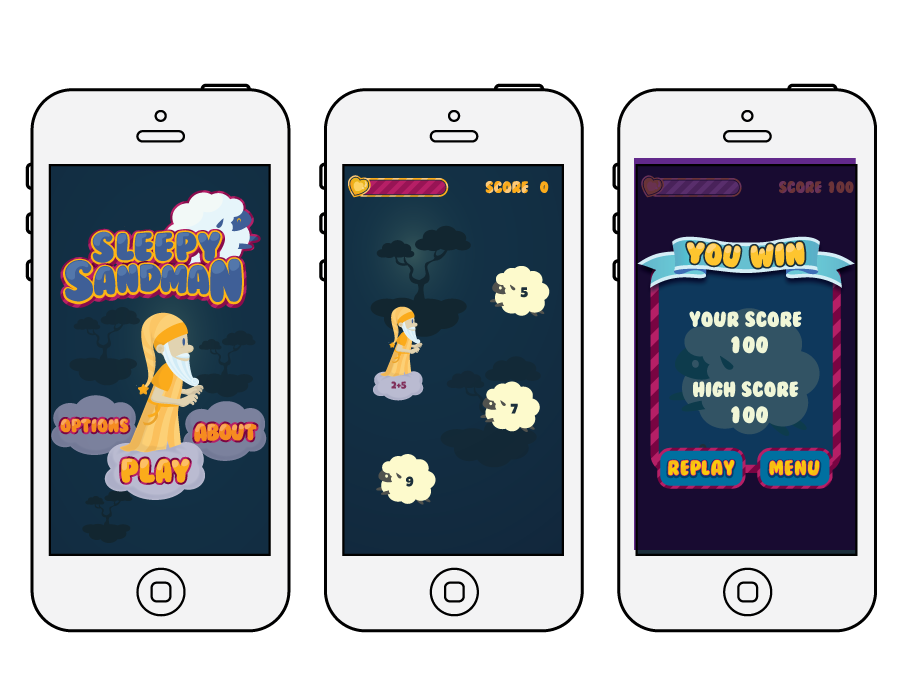 SLEEPY
SANDMAN
OPTIONS
ABOUT
PLAY
SCORE 0
5
2+5
7
9
SCORE 100
YOU WIN
YOUR SCORE
100
HIGH SCORE
100
REPLAY
MENU